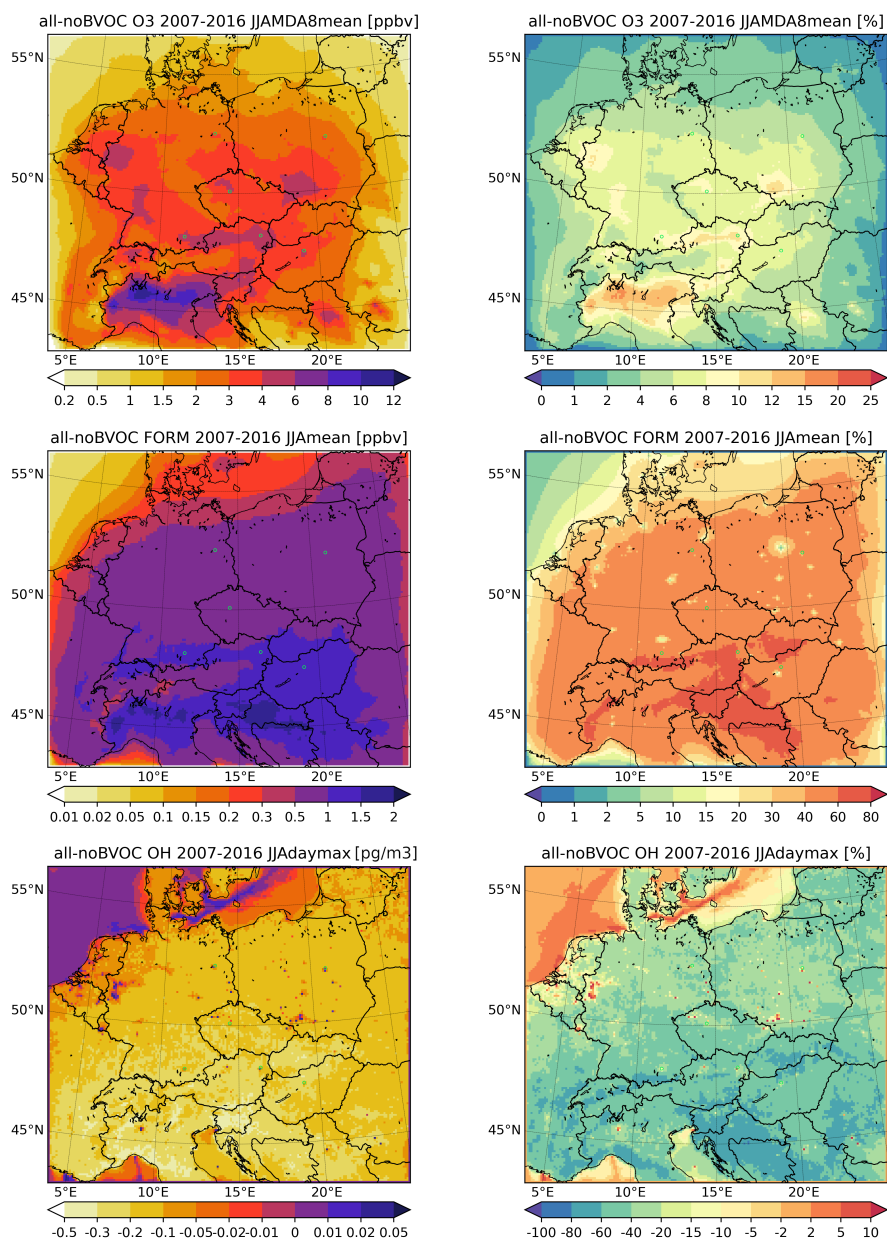 all-noBVOC O3 2007-2016 JJAMDA8mean [ppbv]
all-noBVOC O3 2007-2016 JJAMDA8mean [%]
55°N
50°N
45°N
5°E 10°E 15°E 20°E
0.2 0.5 1 1.5 2 3 4 6 8 10 12
55°N
50°N
45°N
5°E 10°E 15°E 20°E
0 1 2 4 6 8 10 12 15 20 25
all-noBVOC FORM 2007-2016 JJAmean [ppbv]
all-noBVOC FORM 2007-2016 JJAmean [%]
55°N
50°N
45°N
5°E 10°E 15°E 20°E
0.01 0.02 0.05 0.1 0.15 0.2 0.3 0.5 1 1.5 2
55°N
50°N
45°N
5°E 10°E 15°E 20°E
0 1 2 5 10 15 20 30 40 60 80
all-noBVOC OH 2007-2016 JJAdaymax [pg/m3]
all-noBVOC OH 2007-2016 JJAdaymax [%]
55°N
50°N
45°N
5°E 10°E 15°E 20°E
-0.5 -0.3 -0.2 -0.1 -0.05 -0.02 -0.01 0 0.01 0.02 0.05
55°N
50°N
45°N
5°E 10°E 15°E 20°E
-100 -80 -60 -40 -20 -15 -5 -2 2 5 10